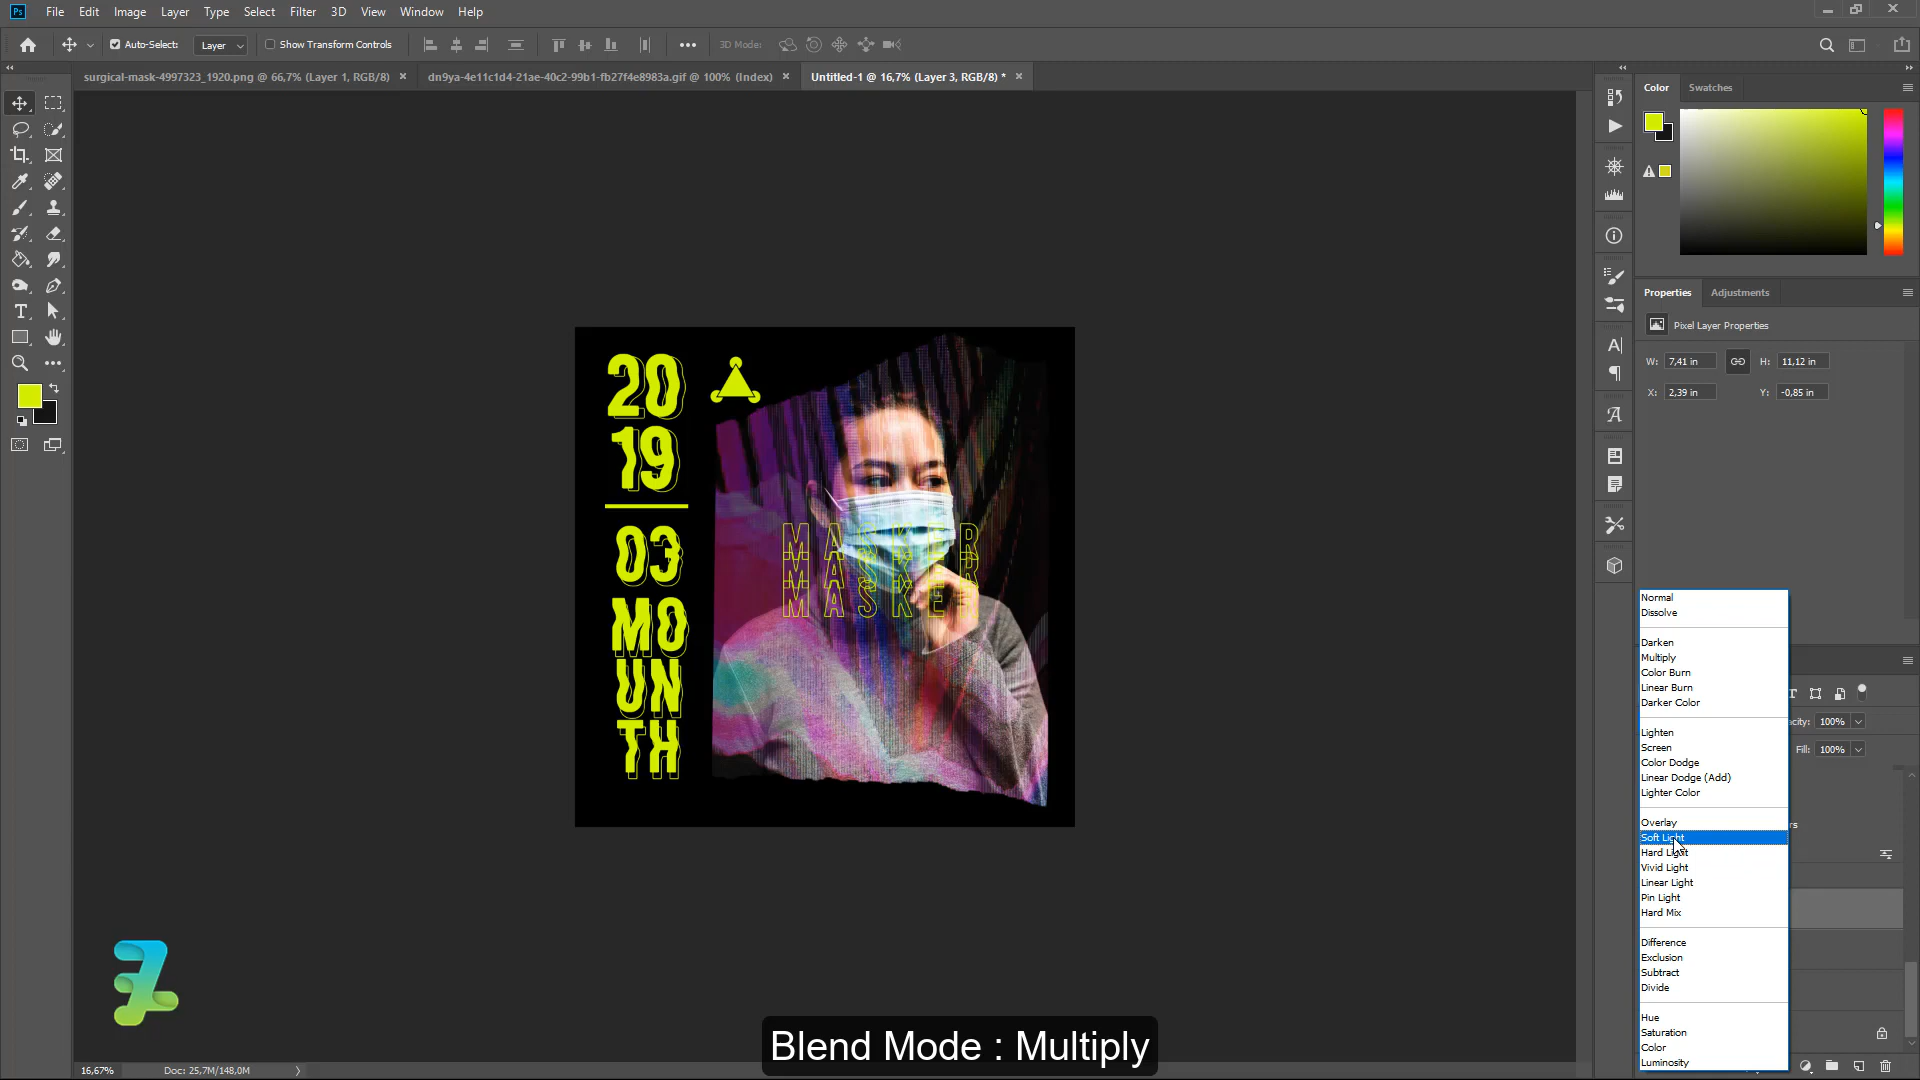 Ps File Edit Image Layer Type Select Filter 3D View Window Help
Auto-Select: Layer Show Transform Controls 3D Mode:
surgical-mask-4997323_1920.png @ 66,7% (Layer 1, RGB/8) × dn9ya-4e11c1d4-21ae-40c2-99b1-fb27f4e8983a.gif @ 100% (Index) × Untitled-1 @ 16,7% (Layer 3, RGB/8) * ×
Color Swatches
Properties Adjustments
Pixel Layer Properties
W: 7,41 in H: 11,12 in
X: 2,39 in Y: -0,85 in
20
19
03
MO
UN
TH
MASKER
MASKER
MASKER
Normal
Dissolve
Darken
Multiply
Color Burn
Linear Burn
Darker Color
Lighten
Screen
Color Dodge
Linear Dodge (Add)
Lighter Color
Overlay
Soft Light
Hard Light
Vivid Light
Linear Light
Pin Light
Hard Mix
Difference
Exclusion
Subtract
Divide
Hue
Saturation
Color
Luminosity
100%
Fill: 100%
Blend Mode : Multiply
16,67% Doc: 25,7M/148,0M